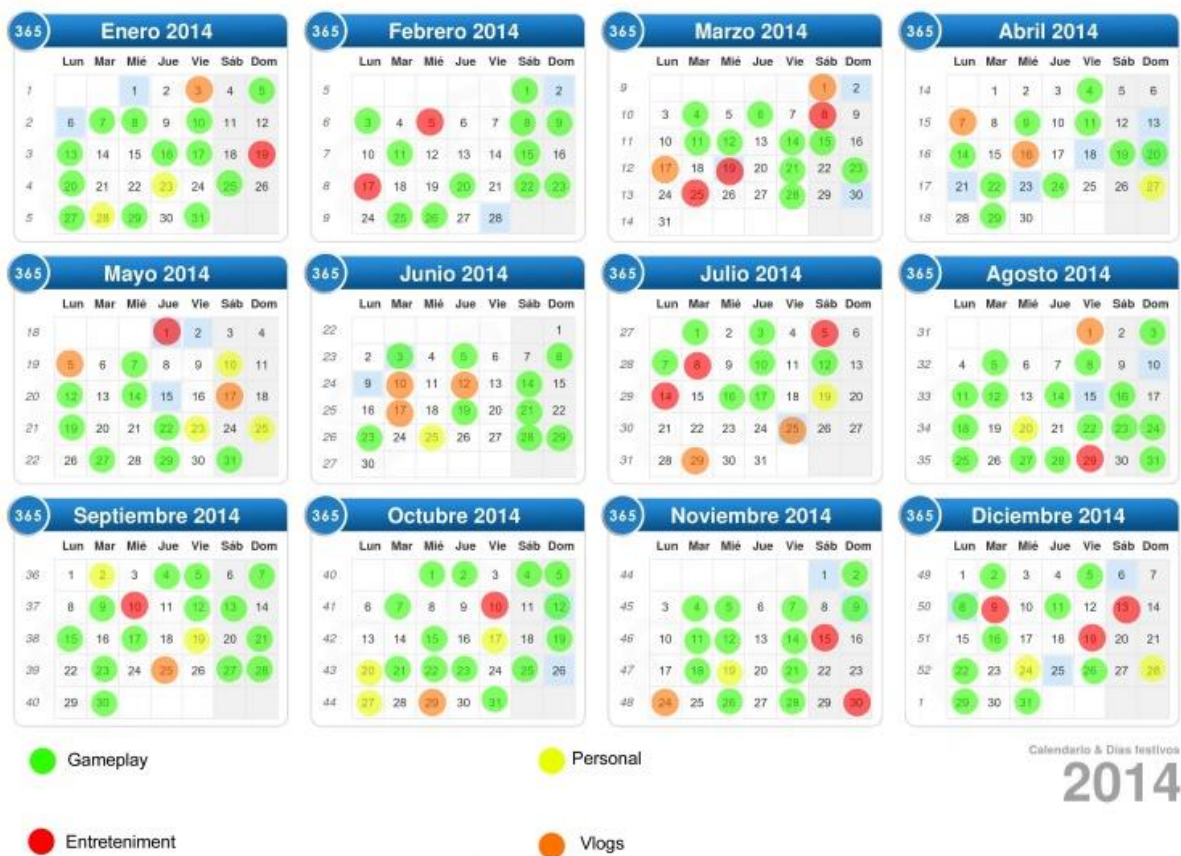 365 Enero 2014
Lun Mar Mié Jue Vie Sáb Dom
1 1 2 3 4 5
2 6 7 8 9 10 11 12
3 13 14 15 16 17 18 19
4 20 21 22 23 24 25 26
5 27 28 29 30 31
365 Febrero 2014
Lun Mar Mié Jue Vie Sáb Dom
5 1 2
6 3 4 5 6 7 8 9
7 10 11 12 13 14 15 16
8 17 18 19 20 21 22 23
9 24 25 26 27 28
365 Marzo 2014
Lun Mar Mié Jue Vie Sáb Dom
9 1 2
10 3 4 5 6 7 8 9
11 10 11 12 13 14 15 16
12 17 18 19 20 21 22 23
13 24 25 26 27 28 29 30
14 31
365 Abril 2014
Lun Mar Mié Jue Vie Sáb Dom
14 1 2 3 4 5 6
15 7 8 9 10 11 12 13
16 14 15 16 17 18 19 20
17 21 22 23 24 25 26 27
18 28 29 30
365 Mayo 2014
Lun Mar Mié Jue Vie Sáb Dom
18 1 2 3 4
19 5 6 7 8 9 10 11
20 12 13 14 15 16 17 18
21 19 20 21 22 23 24 25
22 26 27 28 29 30 31
365 Junio 2014
Lun Mar Mié Jue Vie Sáb Dom
22 1
23 2 3 4 5 6 7 8
24 9 10 11 12 13 14 15
25 16 17 18 19 20 21 22
26 23 24 25 26 27 28 29
27 30
365 Julio 2014
Lun Mar Mié Jue Vie Sáb Dom
27 1 2 3 4 5 6
28 7 8 9 10 11 12 13
29 14 15 16 17 18 19 20
30 21 22 23 24 25 26 27
31 28 29 30 31
365 Agosto 2014
Lun Mar Mié Jue Vie Sáb Dom
31 1 2 3
32 4 5 6 7 8 9 10
33 11 12 13 14 15 16 17
34 18 19 20 21 22 23 24
35 25 26 27 28 29 30 31
365 Septiembre 2014
Lun Mar Mié Jue Vie Sáb Dom
36 1 2 3 4 5 6 7
37 8 9 10 11 12 13 14
38 15 16 17 18 19 20 21
39 22 23 24 25 26 27 28
40 29 30
365 Octubre 2014
Lun Mar Mié Jue Vie Sáb Dom
40 1 2 3 4 5
41 6 7 8 9 10 11 12
42 13 14 15 16 17 18 19
43 20 21 22 23 24 25 26
44 27 28 29 30 31
365 Noviembre 2014
Lun Mar Mié Jue Vie Sáb Dom
44 1 2
45 3 4 5 6 7 8 9
46 10 11 12 13 14 15 16
47 17 18 19 20 21 22 23
48 24 25 26 27 28 29 30
365 Diciembre 2014
Lun Mar Mié Jue Vie Sáb Dom
49 1 2 3 4 5 6 7
50 8 9 10 11 12 13 14
51 15 16 17 18 19 20 21
52 22 23 24 25 26 27 28
1 29 30 31
Gameplay
Personal
Calendario & Dias festivos
2014
Entreteniment
Vlogs